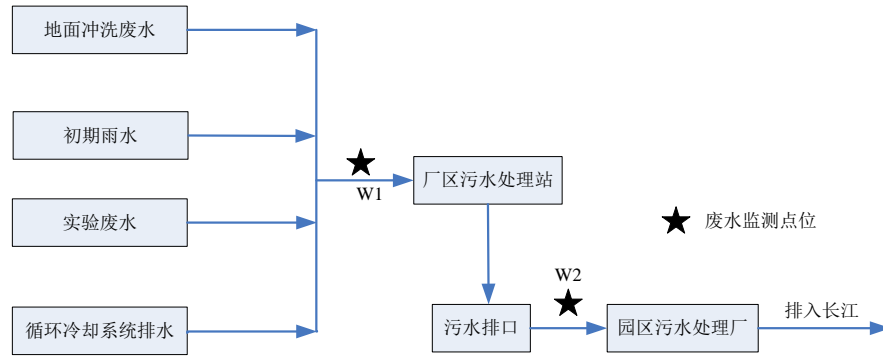 地面冲洗废水
初期雨水
W1
厂区污水处理站
实验废水
废水监测点位
W2
循环冷却系统排水
污水排口
园区污水处理厂
排入长江